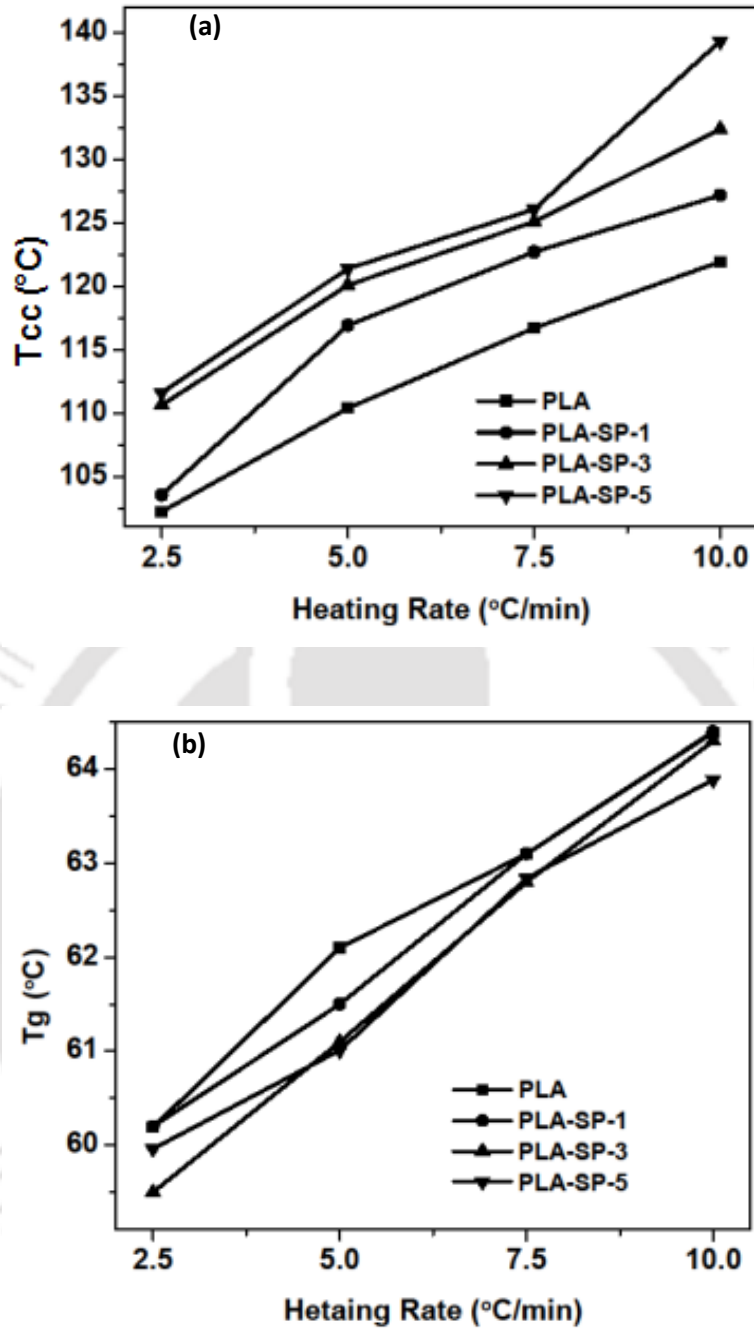 (a)
140
135
130
125
120
115
110
105
Tcc (°C)
PLA
PLA-SP-1
PLA-SP-3
PLA-SP-5
2.5 5.0 7.5 10.0
Heating Rate (°C/min)
(b)
64
63
62
61
60
Tg (°C)
PLA
PLA-SP-1
PLA-SP-3
PLA-SP-5
2.5 5.0 7.5 10.0
Hetaing Rate (°C/min)